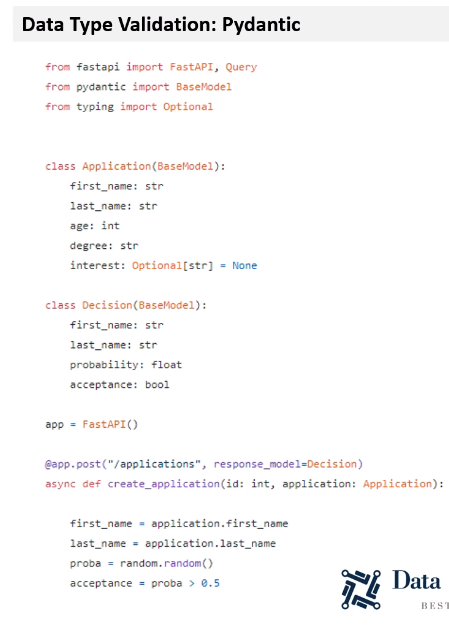 Data Type Validation: Pydantic
from fastapi import FastAPI, Query
from pydantic import BaseModel
from typing import Optional
class Application(BaseModel):
    first_name: str
    last_name: str
    age: int
    degree: str
    interest: Optional[str] = None
class Decision(BaseModel):
    first_name: str
    last_name: str
    probability: float
    acceptance: bool
app = FastAPI()
@app.post("/applications", response_model=Decision)
async def create_application(id: int, application: Application):
    first_name = application.first_name
    last_name = application.last_name
    proba = random.random()
    acceptance = proba > 0.5
Data
BEST